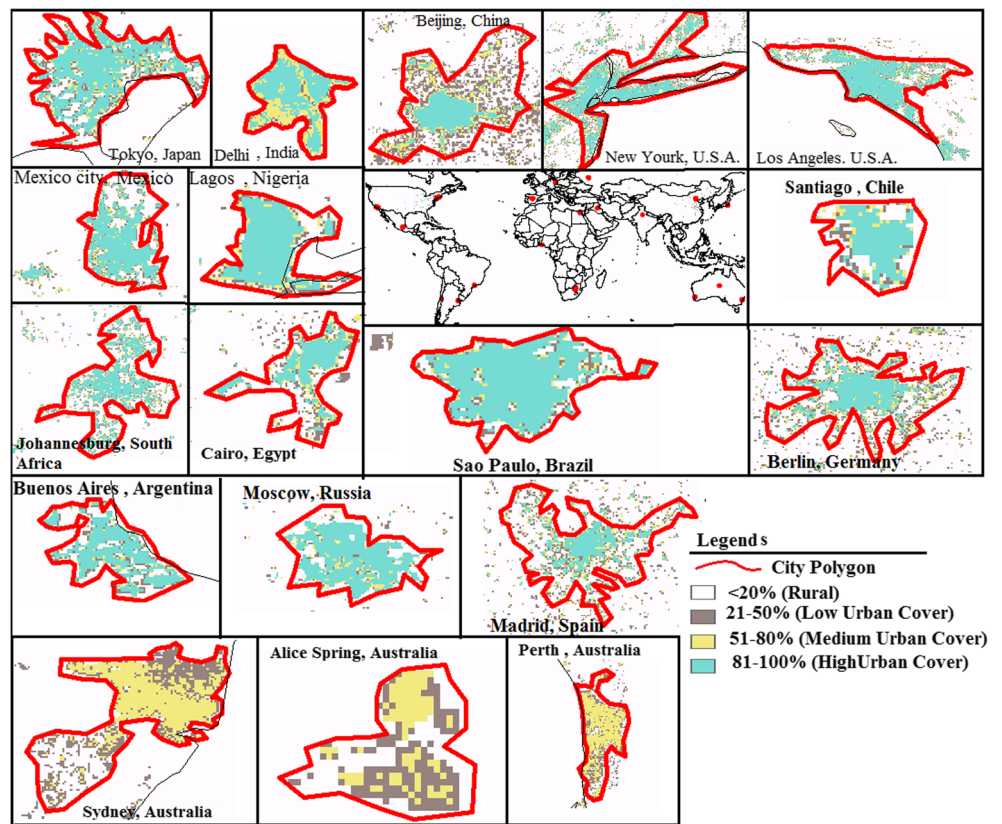 Beijing, China
Tokyo, Japan
Delhi , India
New Yourk, U.S.A.
Los Angeles. U.S.A.
Mexico city, Mexico
Lagos , Nigeria
Santiago , Chile
Johannesburg, South
Africa
Cairo, Egypt
Sao Paulo, Brazil
Berlin, Germany
Buenos Aires , Argentina
Moscow, Russia
Madrid, Spain
Legends
City Polygon
<20% (Rural)
21-50% (Low Urban Cover)
51-80% (Medium Urban Cover)
81-100% (HighUrban Cover)
Sydney, Australia
Alice Spring, Australia
Perth , Australia